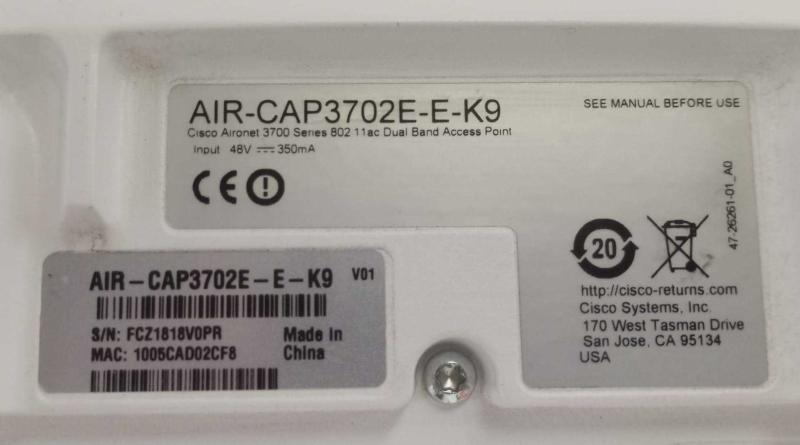 AIR-CAP3702E-E-K9
Cisco Aironet 3700 Series 802 11ac Dual Band Access Point
Input 48V ⎓ 350mA
SEE MANUAL BEFORE USE
CE
20
47-26261-01_A0
http://cisco-returns.com
Cisco Systems, Inc.
170 West Tasman Drive
San Jose, CA 95134
USA
AIR-CAP3702E-E-K9 V01
S/N: FCZ1818V0PR
MAC: 1005CAD02CF8
Made in
China